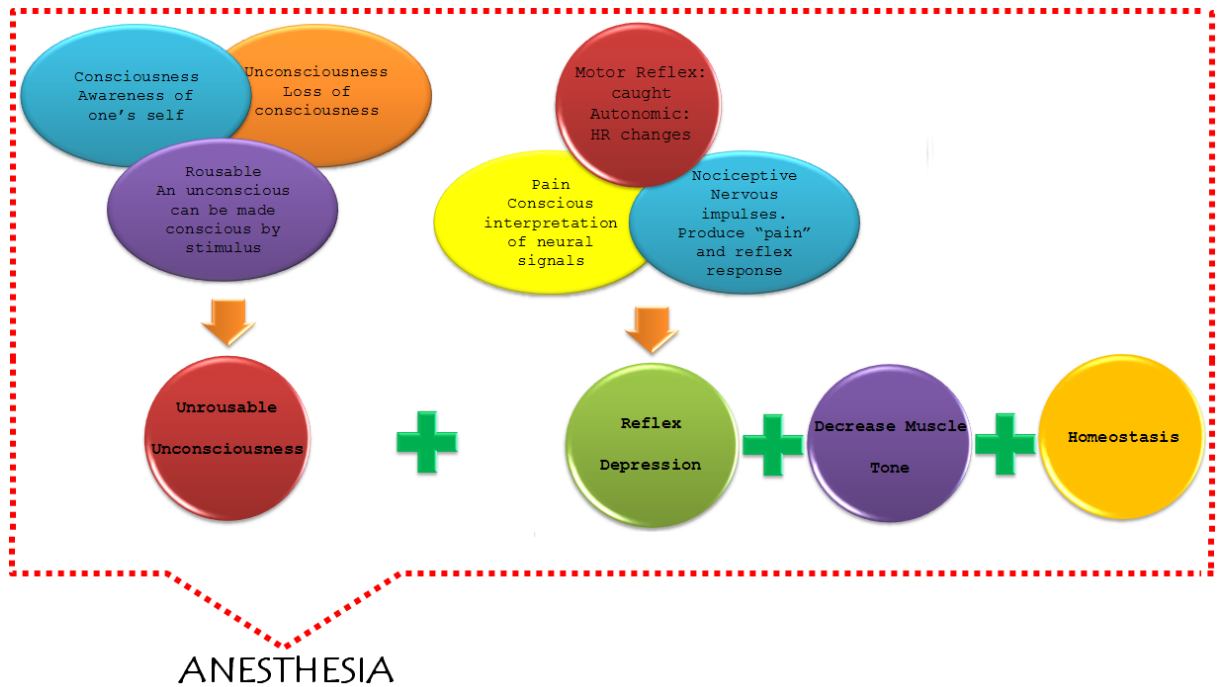 Consciousness
Awareness of
one's self
Unconsciousness
Loss of
consciousness
Rousable
An unconscious
can be made
conscious by
stimulus
Motor Reflex:
caught
Autonomic:
HR changes
Pain
Conscious
interpretation
of neural
signals
Nociceptive
Nervous
impulses.
Produce “pain”
and reflex
response
Unrousable
Unconsciousness
Reflex
Depression
Decrease Muscle
Tone
Homeostasis
ANESTHESIA